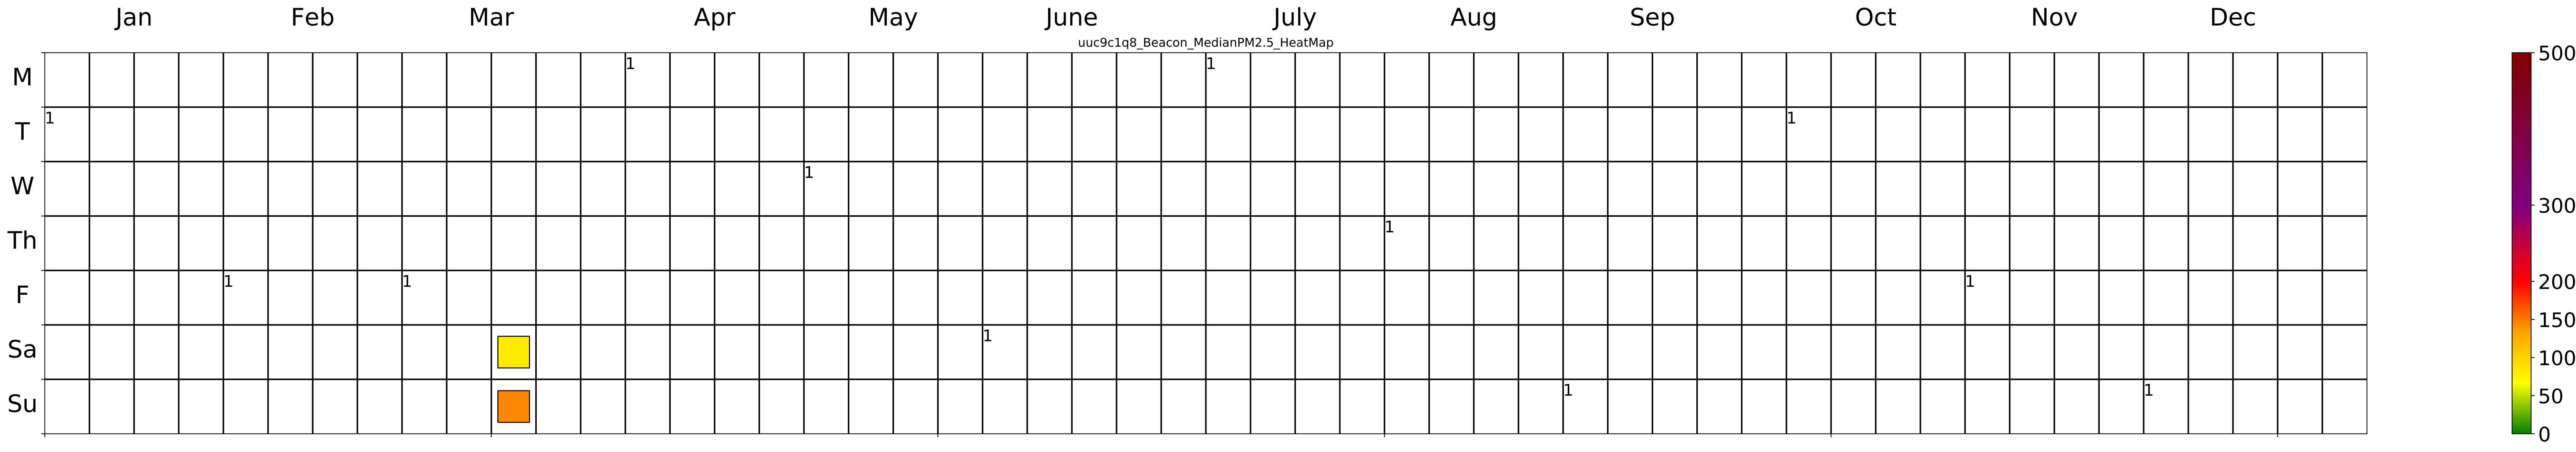 Jan Feb Mar Apr May June July Aug Sep Oct Nov Dec
uuc9c1q8_Beacon_MedianPM2.5_HeatMap
M 1 1
T 1 1
W 1
Th 1
F 1 1 1
Sa 1
Su 1 1
500
300
200
150
100
50
0